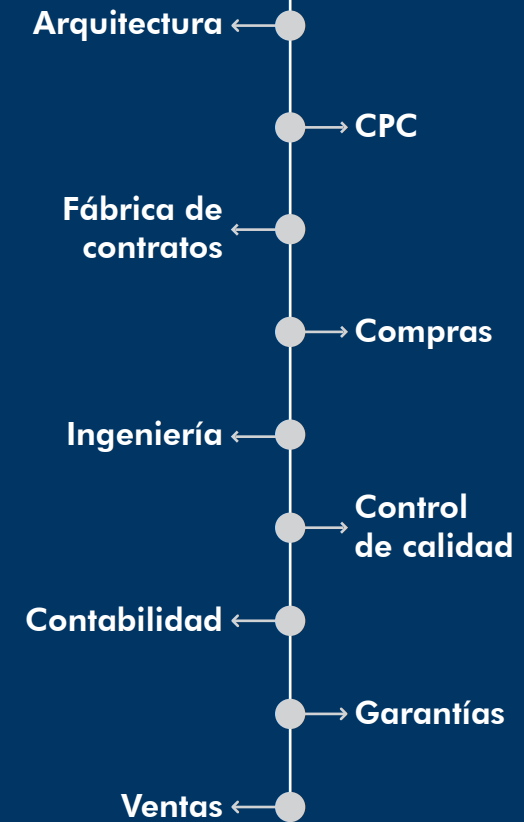 Arquitectura
CPC
Fábrica de
contratos
Compras
Ingeniería
Control
de calidad
Contabilidad
Garantías
Ventas